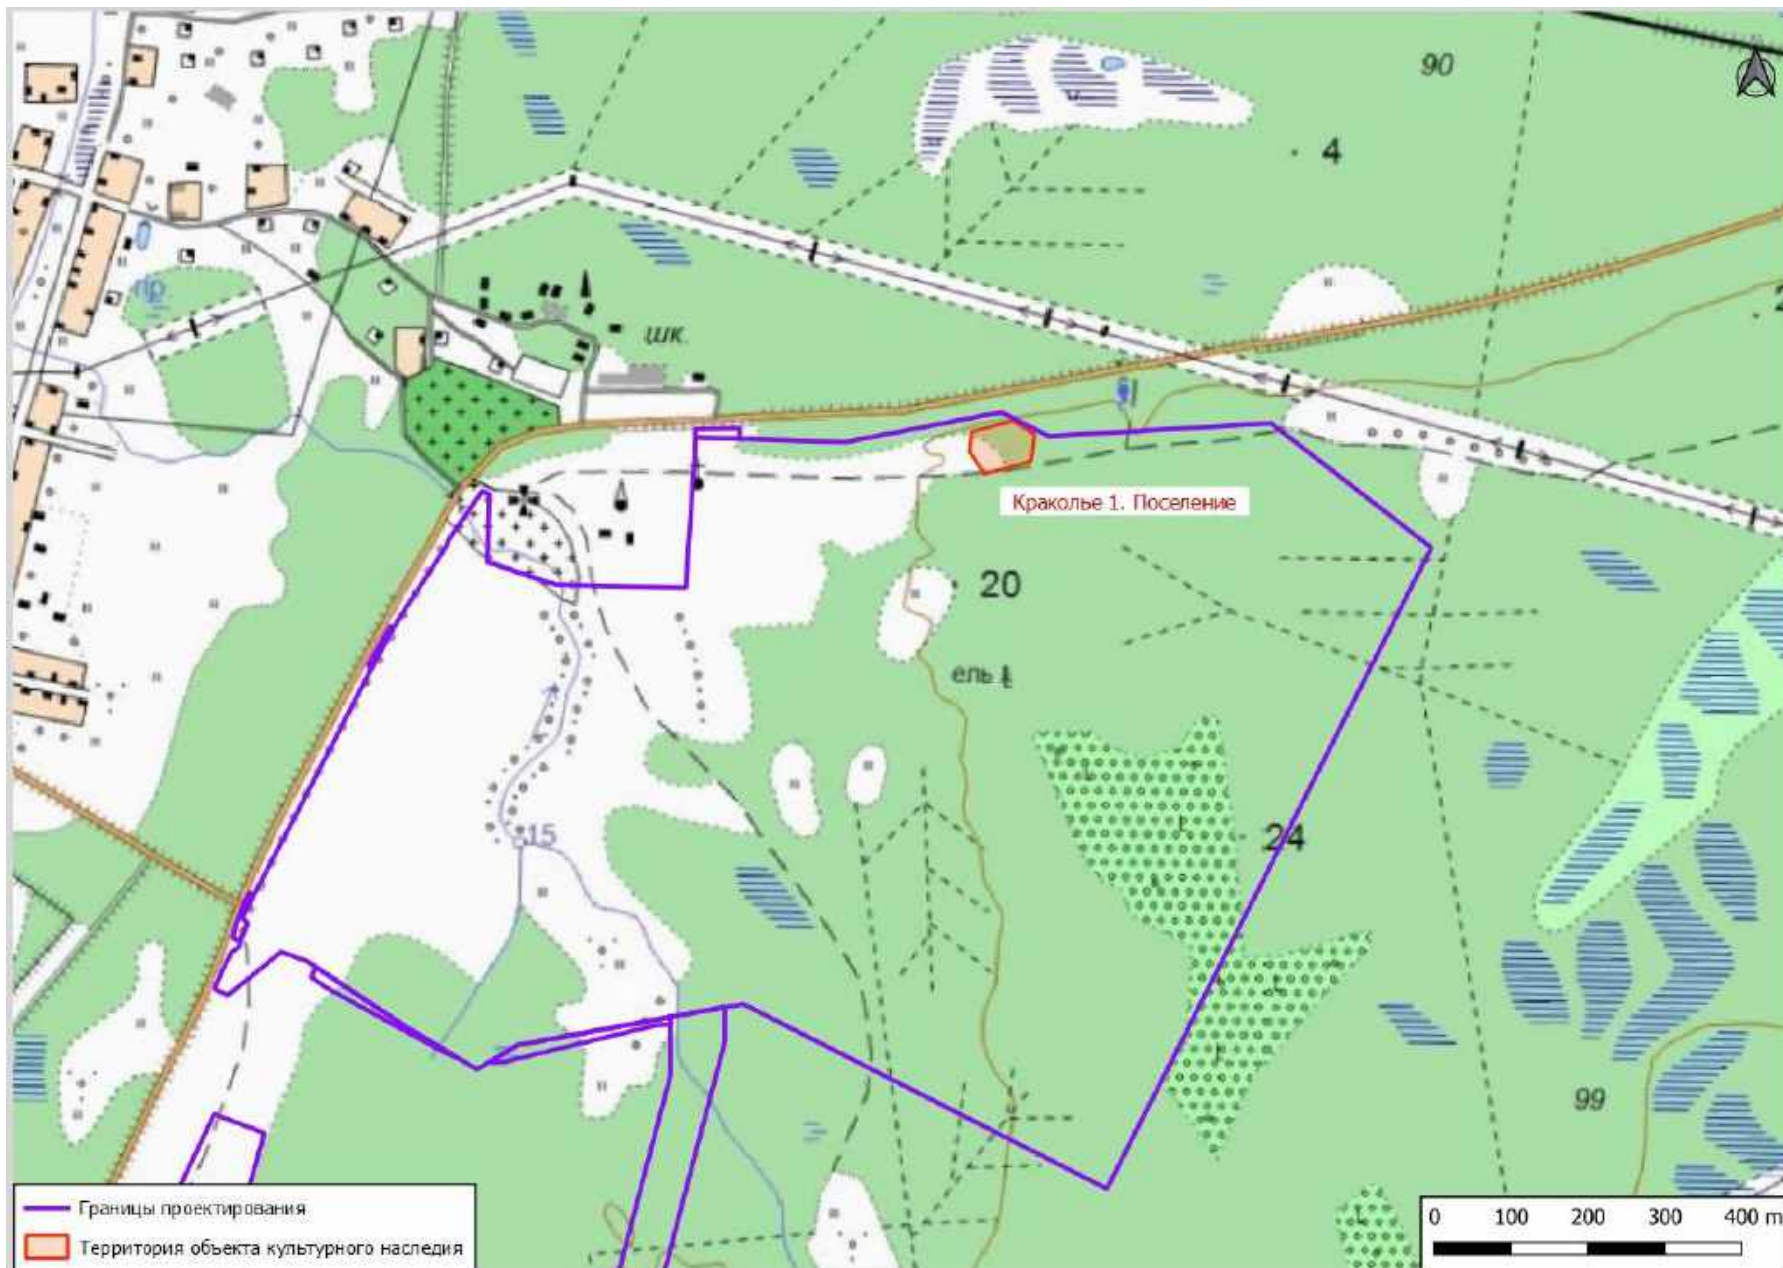 90
4
пр.
шк.
Краколье 1. Поселение
20
ель
15
24
99
Границы проектирования
Территория объекта культурного наследия
0 100 200 300 400 m